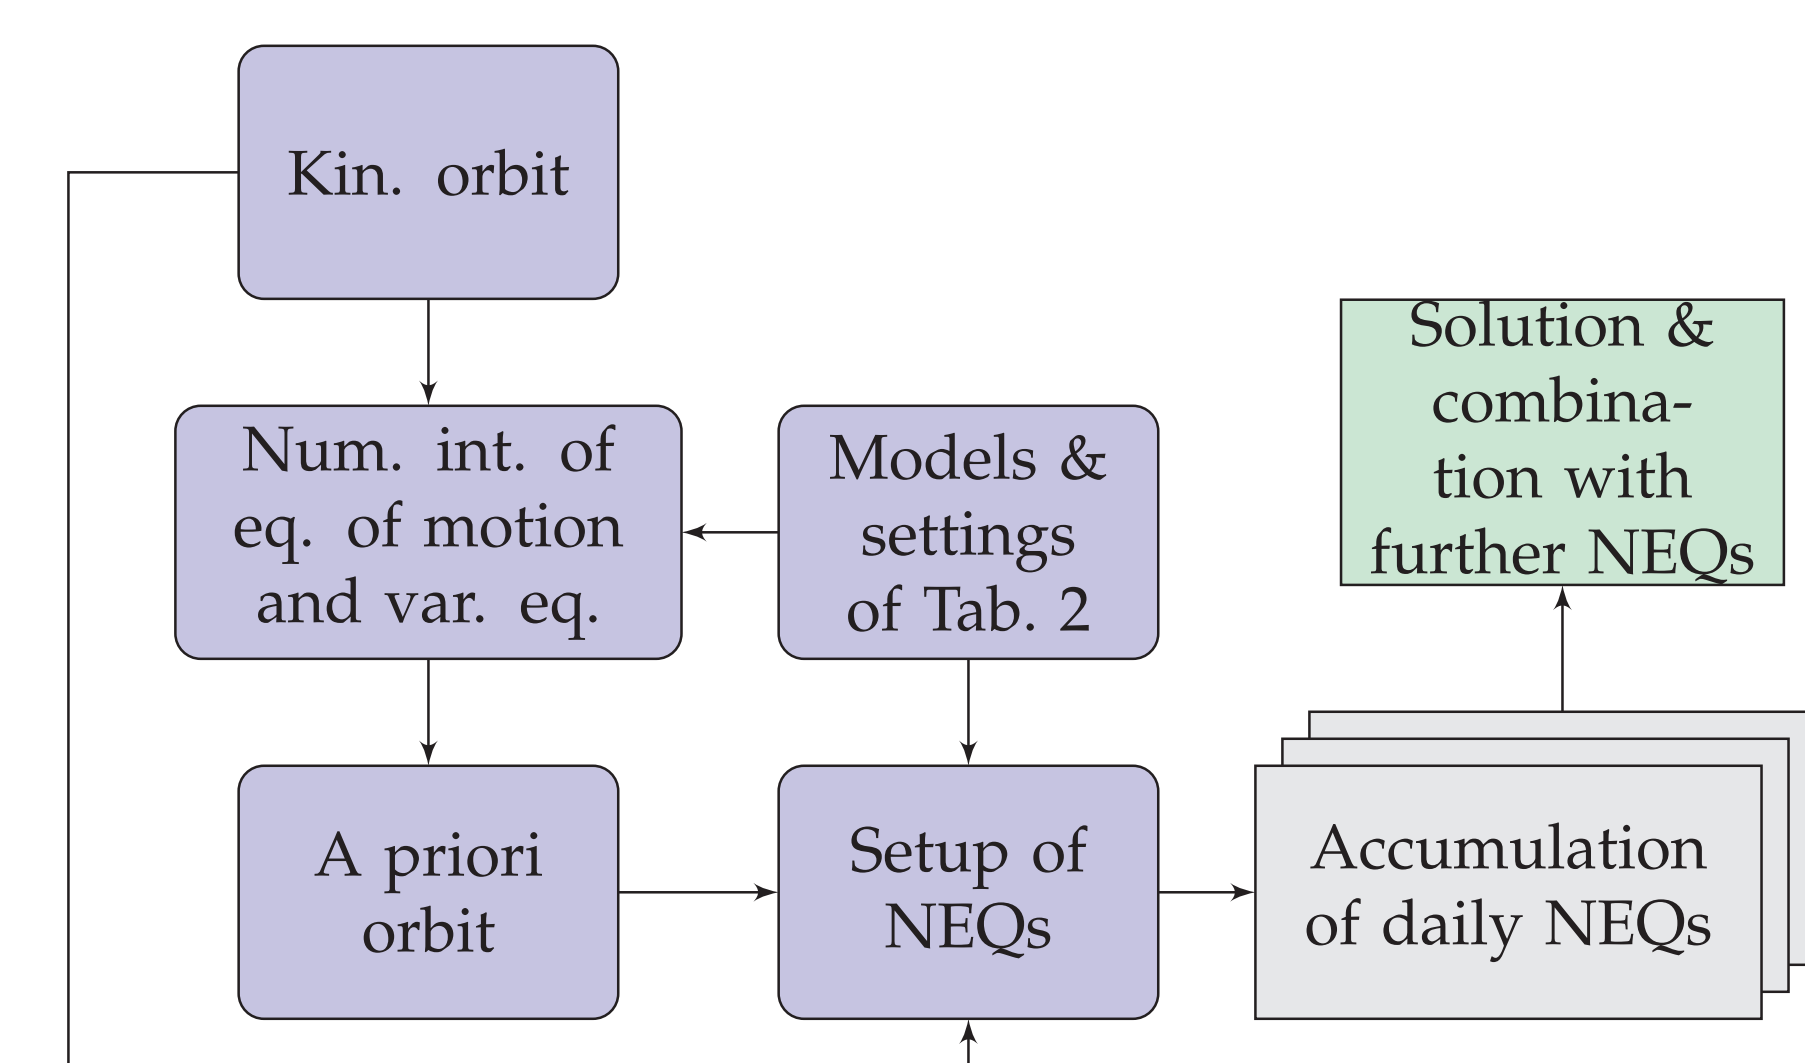 Kin. orbit
Num. int. of
eq. of motion
and var. eq.
Models &
settings
of Tab. 2
Solution &
combina-
tion with
further NEQs
A priori
orbit
Setup of
NEQs
Accumulation
of daily NEQs